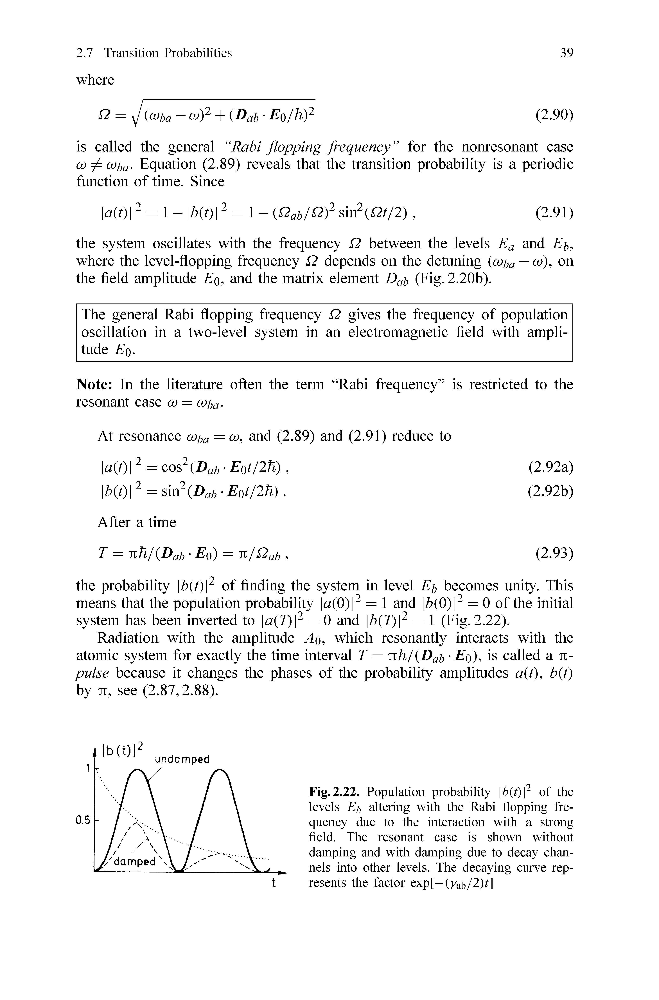 2.7 Transition Probabilities 39
where
Ω = √(ω_ba − ω)² + (D_ab · E₀/ħ)² (2.90)
is called the general “Rabi flopping frequency” for the nonresonant case
ω ≠ ω_ba. Equation (2.89) reveals that the transition probability is a periodic
function of time. Since
|a(t)|² = 1 − |b(t)|² = 1 − (Ω_ab/Ω)² sin²(Ωt/2) , (2.91)
the system oscillates with the frequency Ω between the levels E_a and E_b,
where the level-flopping frequency Ω depends on the detuning (ω_ba − ω), on
the field amplitude E₀, and the matrix element D_ab (Fig. 2.20b).
The general Rabi flopping frequency Ω gives the frequency of population
oscillation in a two-level system in an electromagnetic field with ampli-
tude E₀.
Note: In the literature often the term “Rabi frequency” is restricted to the
resonant case ω = ω_ba.
At resonance ω_ba = ω, and (2.89) and (2.91) reduce to
|a(t)|² = cos²(D_ab · E₀t/2ħ) , (2.92a)
|b(t)|² = sin²(D_ab · E₀t/2ħ) . (2.92b)
After a time
T = πħ/(D_ab · E₀) = π/Ω_ab , (2.93)
the probability |b(t)|² of finding the system in level E_b becomes unity. This
means that the population probability |a(0)|² = 1 and |b(0)|² = 0 of the initial
system has been inverted to |a(T)|² = 0 and |b(T)|² = 1 (Fig. 2.22).
Radiation with the amplitude A₀, which resonantly interacts with the
atomic system for exactly the time interval T = πħ/(D_ab · E₀), is called a π-
pulse because it changes the phases of the probability amplitudes a(t), b(t)
by π, see (2.87, 2.88).
|b(t)|²
undamped
1
0.5
damped
t
Fig. 2.22. Population probability |b(t)|² of the
levels E_b altering with the Rabi flopping fre-
quency due to the interaction with a strong
field. The resonant case is shown without
damping and with damping due to decay chan-
nels into other levels. The decaying curve rep-
resents the factor exp[−(γ_ab/2)t]